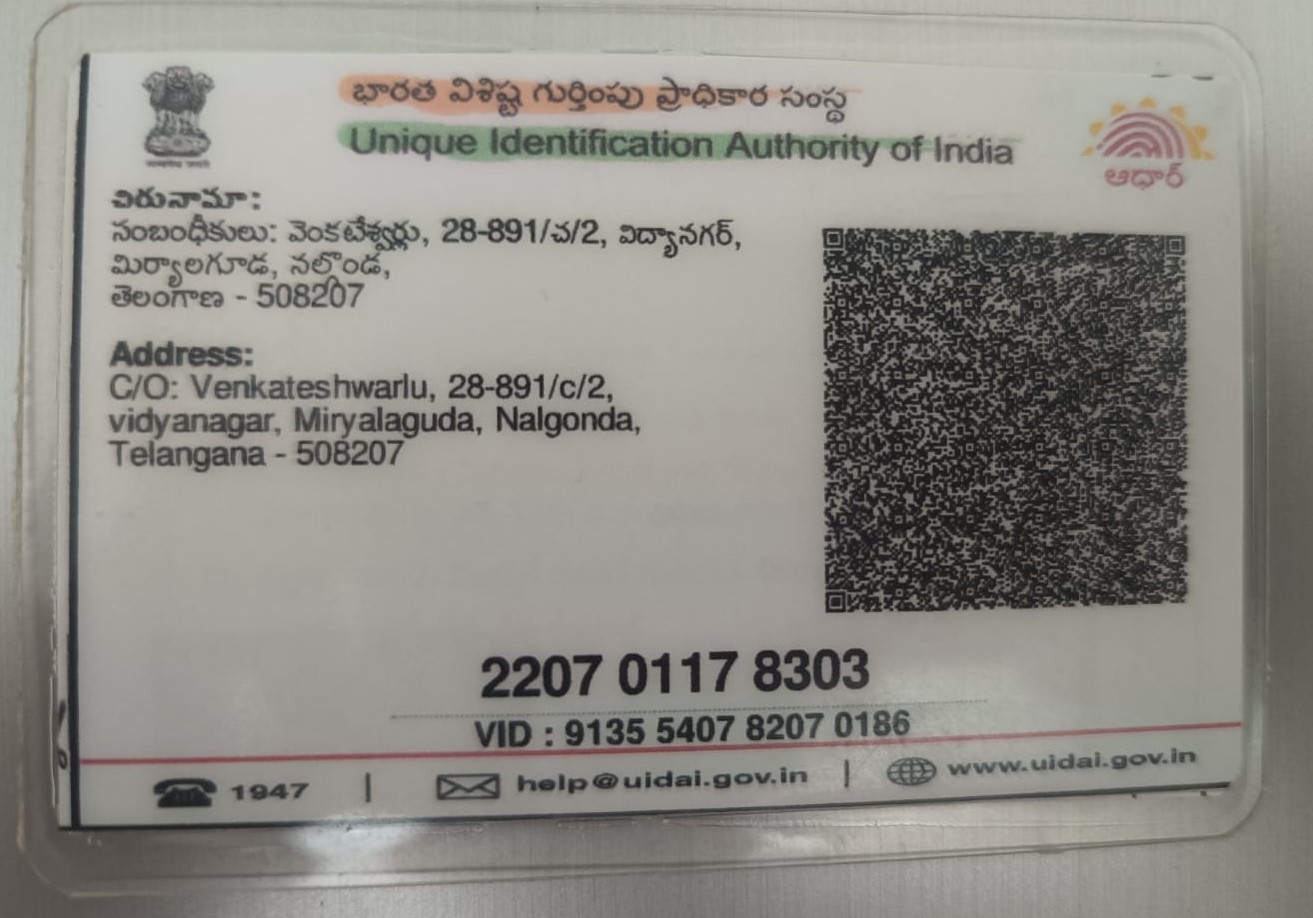 భారత విశిష్ట గుర్తింపు ప్రాధికార సంస్థ
Unique Identification Authority of India
ఆధార్
చిరునామా:
సంబంధీకులు: వెంకటేశ్వర్లు, 28-891/చ/2, విద్యానగర్,
మిర్యాలగూడ, నల్గొండ,
తెలంగాణ - 508207
Address:
C/O: Venkateshwarlu, 28-891/c/2,
vidyanagar, Miryalaguda, Nalgonda,
Telangana - 508207
2207 0117 8303
VID : 9135 5407 8207 0186
1947 | help@uidai.gov.in | www.uidai.gov.in